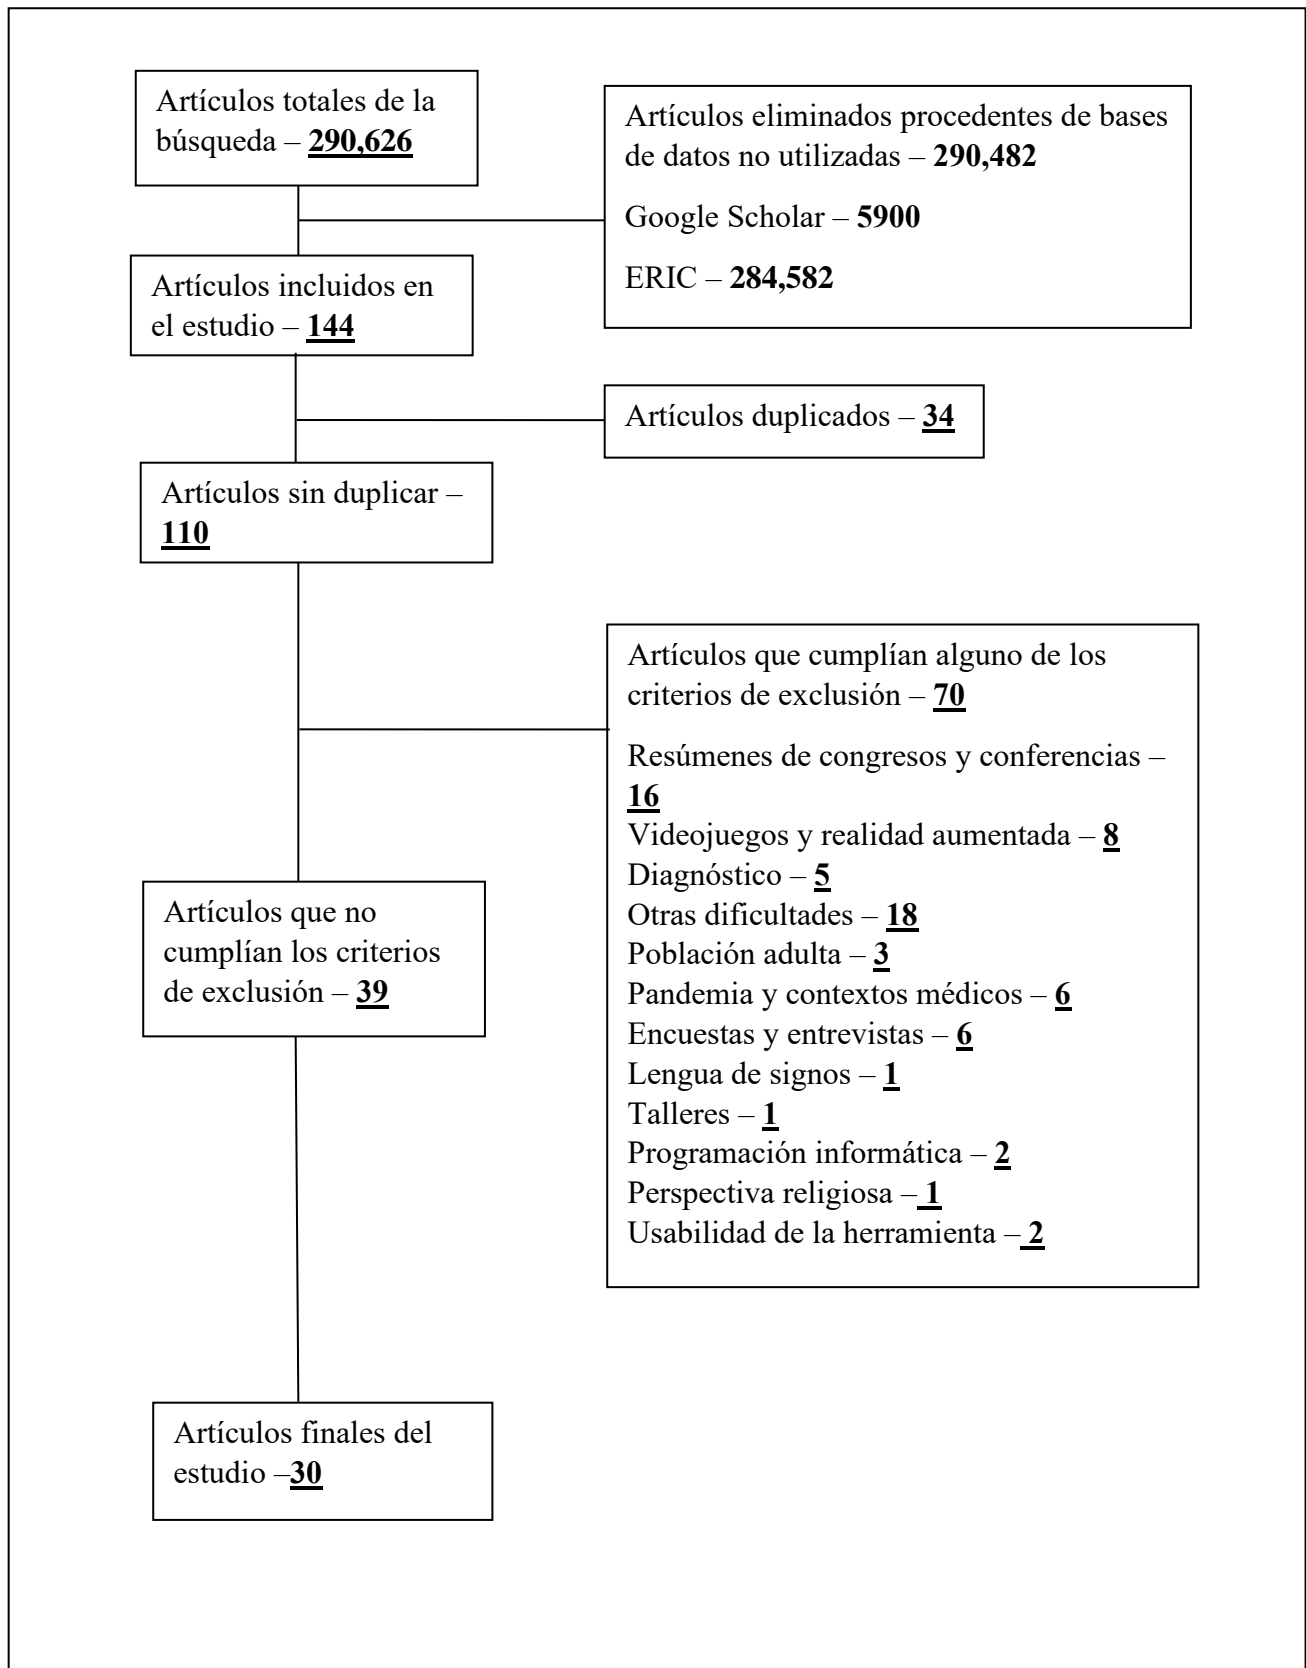 Artículos totales de la
búsqueda – 290,626
Artículos eliminados procedentes de bases
de datos no utilizadas – 290,482
Google Scholar – 5900
ERIC – 284,582
Artículos incluidos en
el estudio – 144
Artículos duplicados – 34
Artículos sin duplicar –
110
Artículos que cumplían alguno de los
criterios de exclusión – 70
Resúmenes de congresos y conferencias –
16
Videojuegos y realidad aumentada – 8
Diagnóstico – 5
Otras dificultades – 18
Población adulta – 3
Pandemia y contextos médicos – 6
Encuestas y entrevistas – 6
Lengua de signos – 1
Talleres – 1
Programación informática – 2
Perspectiva religiosa – 1
Usabilidad de la herramienta – 2
Artículos que no
cumplían los criterios
de exclusión – 39
Artículos finales del
estudio –30